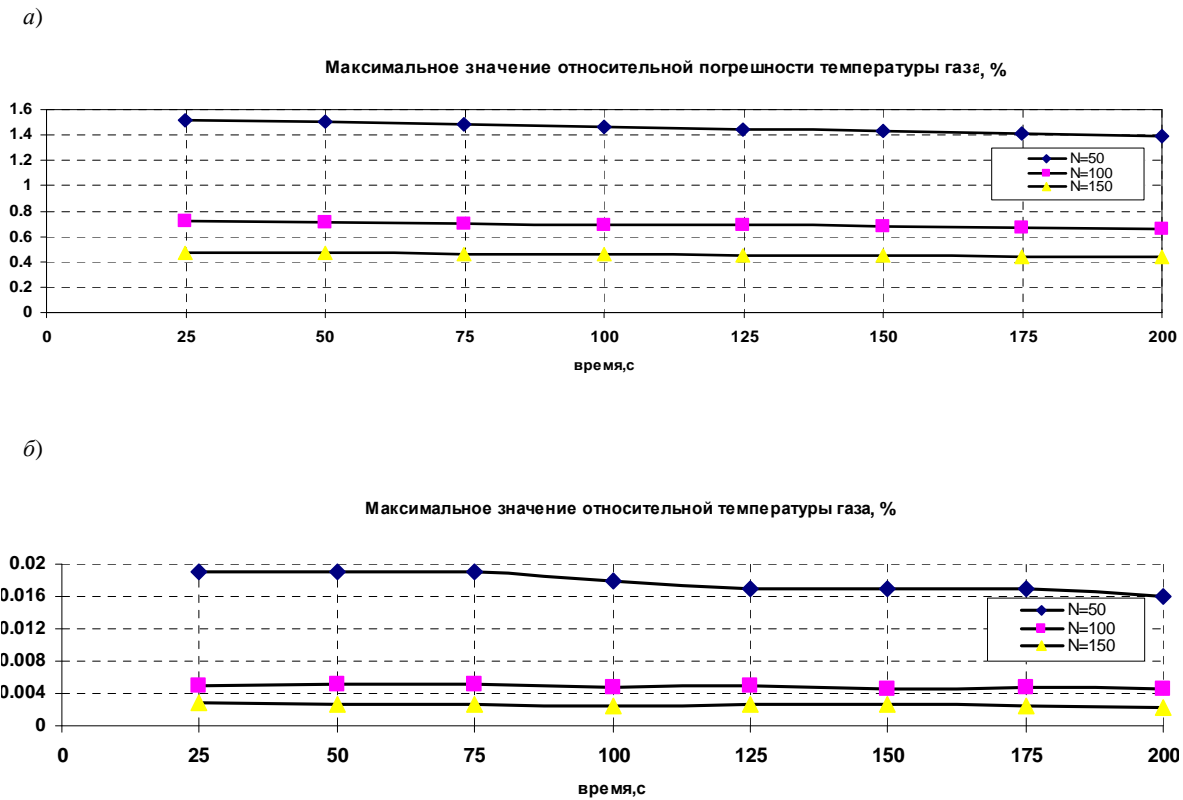 а)
Максимальное значение относительной погрешности температуры газа, %
1.6
1.4
1.2
1
0.8
0.6
0.4
0.2
0
N=50
N=100
N=150
0 25 50 75 100 125 150 175 200
время,с
б)
Максимальное значение относительной температуры газа, %
0.02
0.016
0.012
0.008
0.004
0
N=50
N=100
N=150
0 25 50 75 100 125 150 175 200
время,с